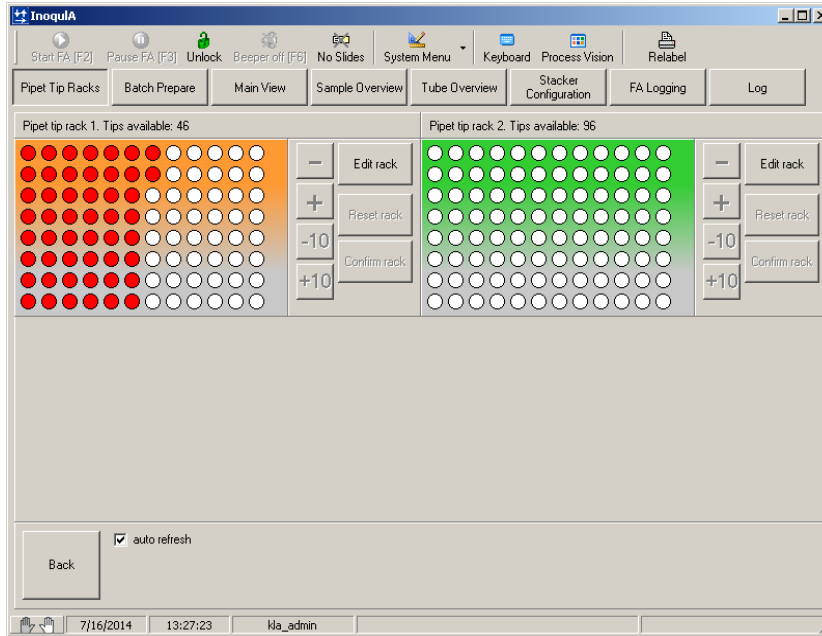 InoqulA
Start FA [F2] Pause FA [F3] Unlock Beeper off [F6] No Slides System Menu Keyboard Process Vision Relabel
Pipet Tip Racks Batch Prepare Main View Sample Overview Tube Overview Stacker Configuration FA Logging Log
Pipet tip rack 1. Tips available: 46 Pipet tip rack 2. Tips available: 96
− Edit rack − Edit rack
+ Reset rack + Reset rack
-10 Confirm rack -10 Confirm rack
+10 +10
auto refresh
Back
7/16/2014 13:27:23 kla_admin